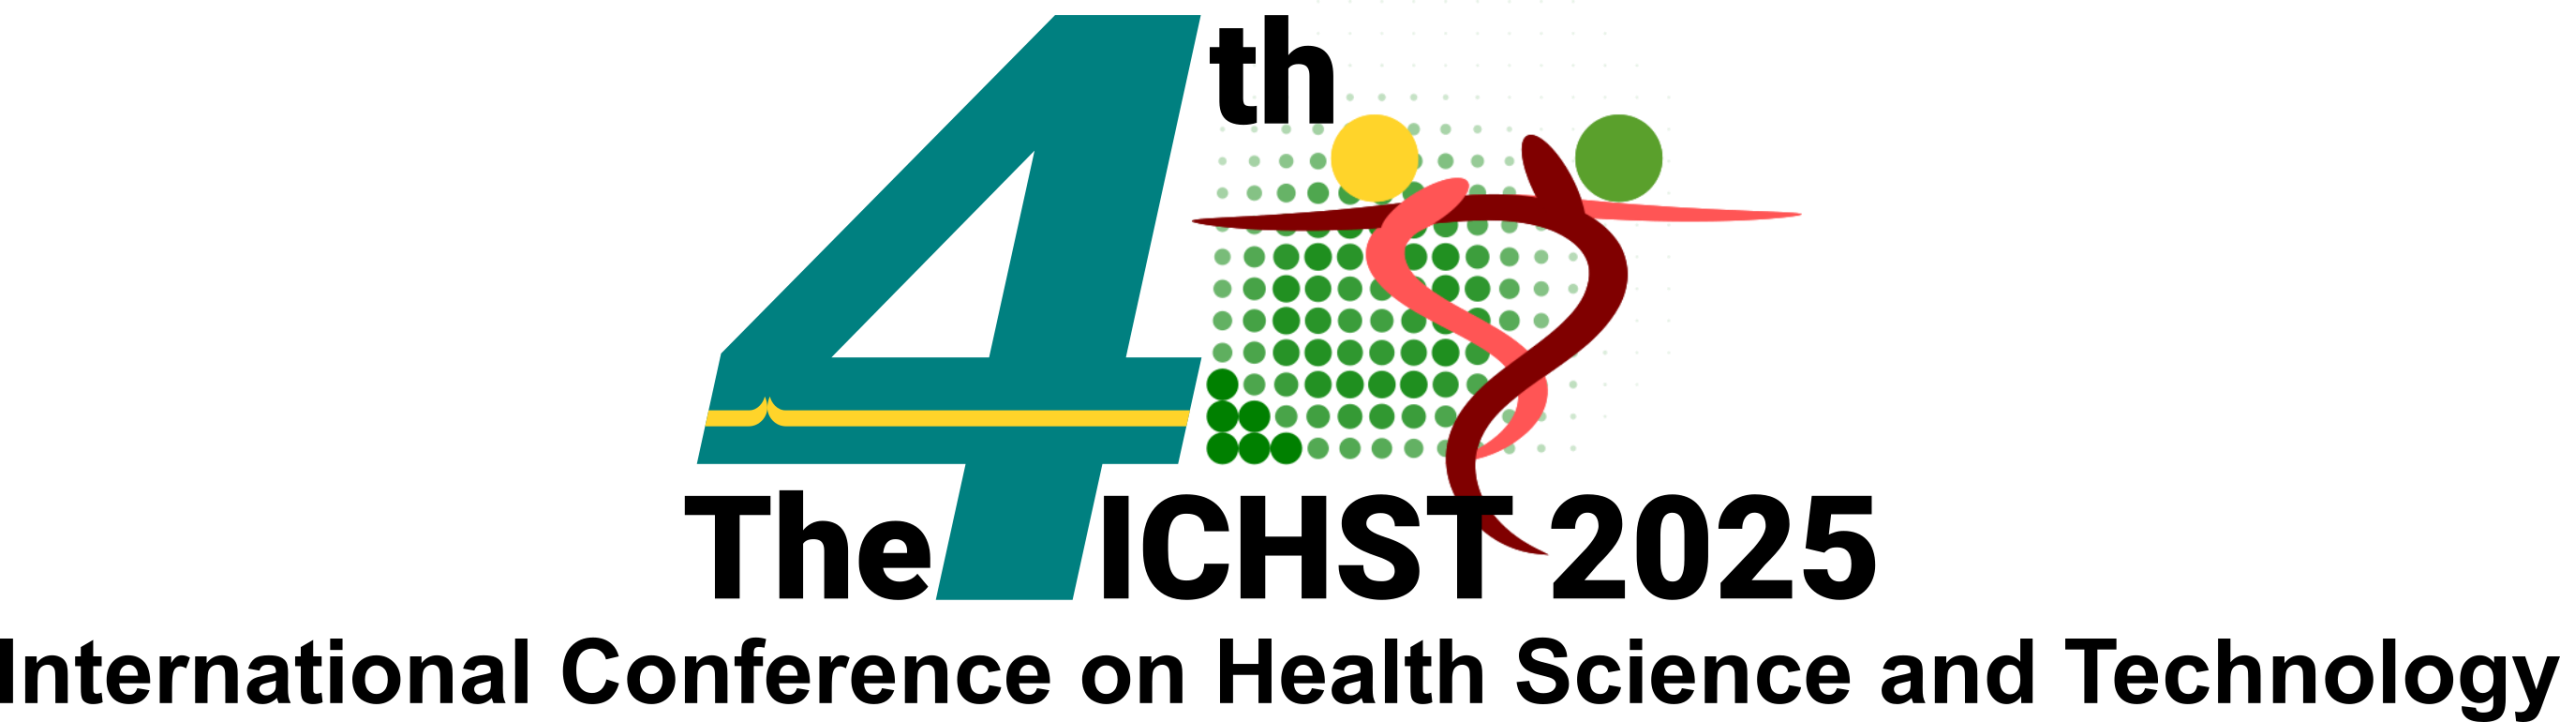 The 4th ICHST 2025
International Conference on Health Science and Technology